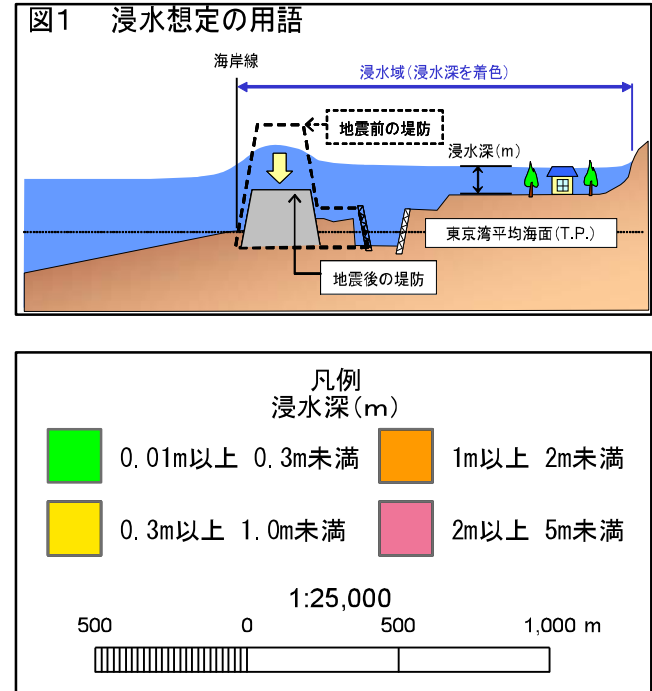 図1 浸水想定の用語
海岸線
浸水域(浸水深を着色)
地震前の堤防
浸水深(m)
東京湾平均海面(T.P.)
地震後の堤防
凡例
浸水深(m)
0.01m以上 0.3m未満
1m以上 2m未満
0.3m以上 1.0m未満
2m以上 5m未満
1:25,000
500 0 500 1,000 m